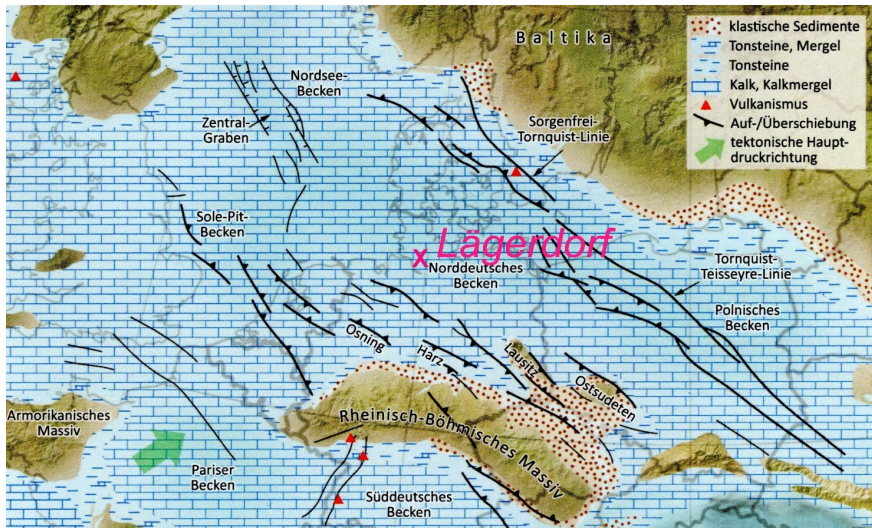 Baltika
klastische Sedimente
Tonsteine, Mergel
Tonsteine
Kalk, Kalkmergel
Vulkanismus
Auf-/Überschiebung
tektonische Haupt-
druckrichtung
Nordsee-
Becken
Zentral-
Graben
Sorgenfrei-
Tornquist-Linie
Sole-Pit-
Becken
x Lägerdorf
Norddeutsches
Becken
Tornquist-
Teisseyre-Linie
Polnisches
Becken
Osning
Harz
Lausitz
Ostsudeten
Armorikanisches
Massiv
Rheinisch-Böhmisches Massiv
Pariser
Becken
Süddeutsches
Becken